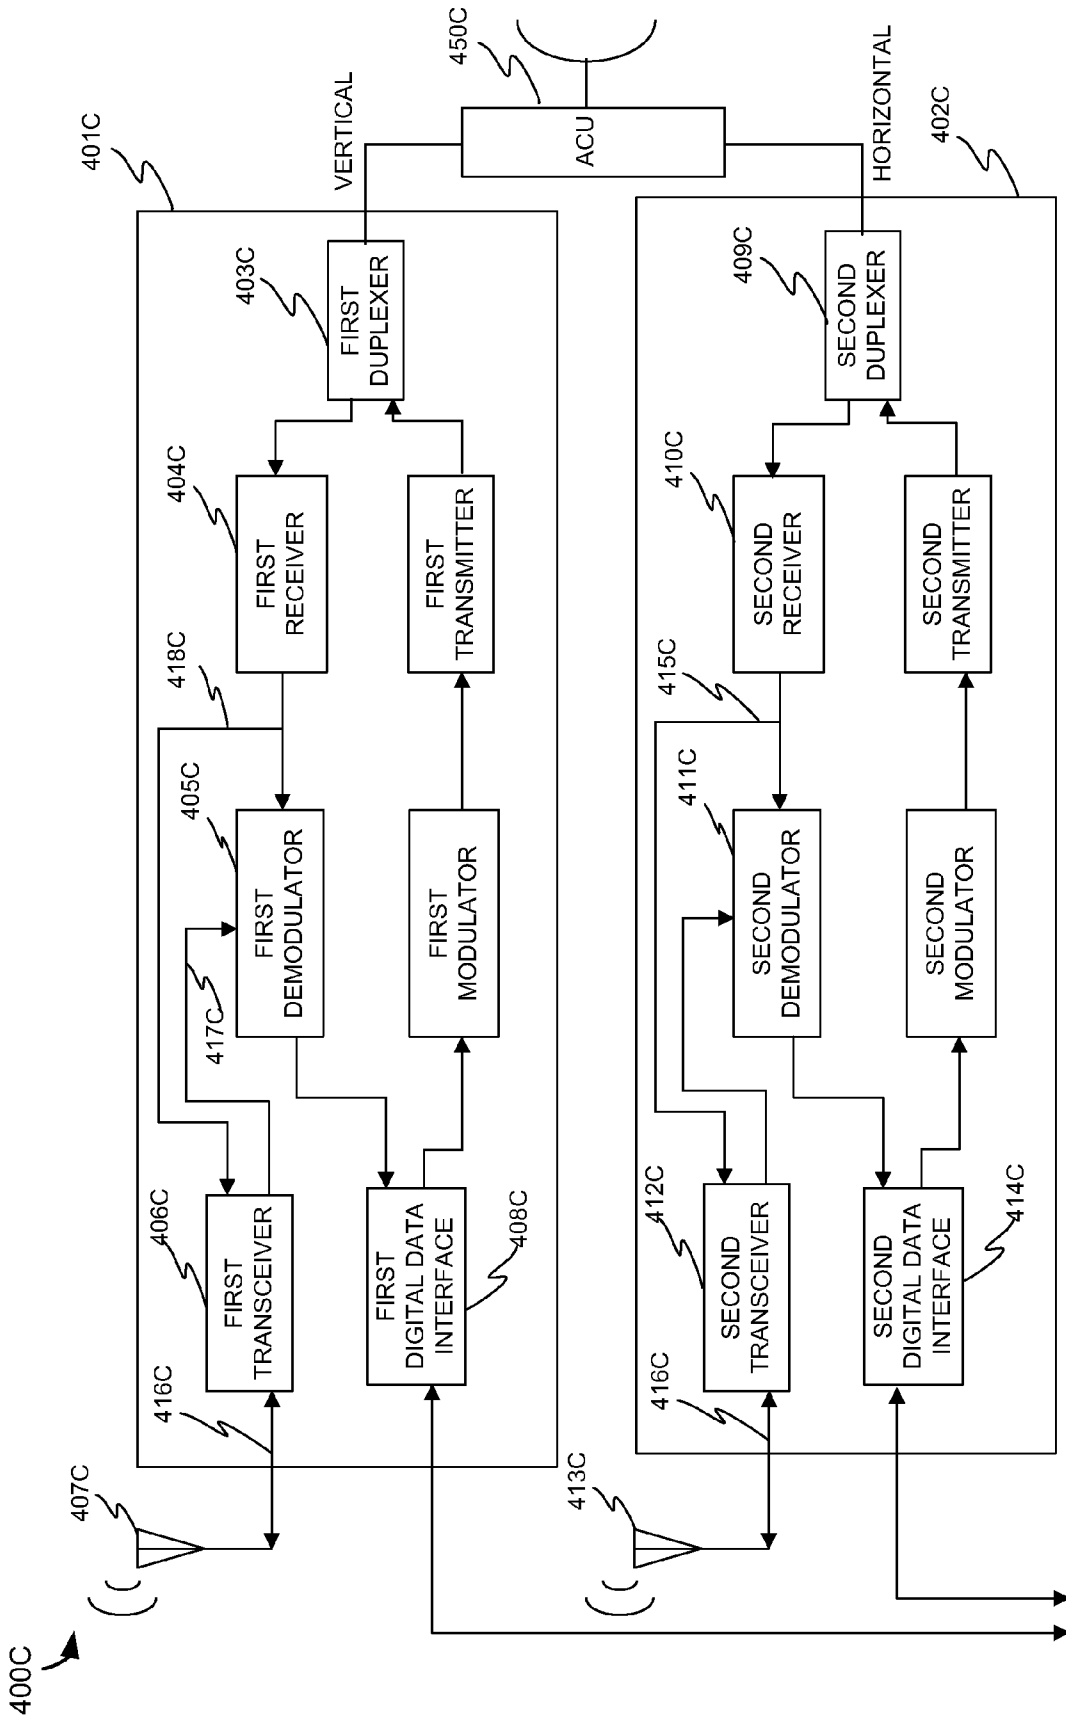 400C
407C
416C
406C
FIRST
TRANSCEIVER
417C
405C
FIRST
DEMODULATOR
418C
404C
FIRST
RECEIVER
403C
FIRST
DUPLEXER
401C
VERTICAL
408C
FIRST
DIGITAL DATA
INTERFACE
FIRST
MODULATOR
FIRST
TRANSMITTER
450C
ACU
413C
416C
412C
SECOND
TRANSCEIVER
411C
SECOND
DEMODULATOR
415C
410C
SECOND
RECEIVER
409C
SECOND
DUPLEXER
HORIZONTAL
402C
414C
SECOND
DIGITAL DATA
INTERFACE
SECOND
MODULATOR
SECOND
TRANSMITTER